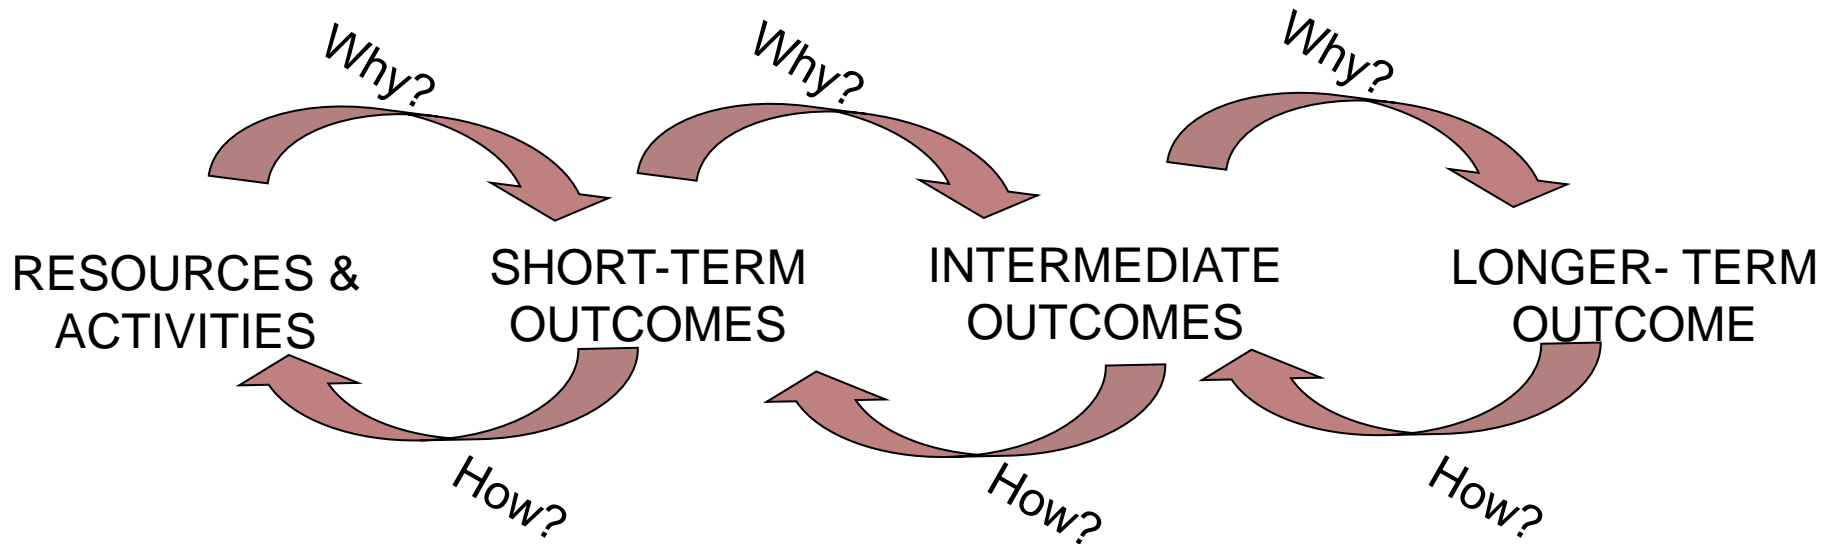 Why?
Why?
Why?
RESOURCES &
ACTIVITIES
SHORT-TERM
OUTCOMES
INTERMEDIATE
OUTCOMES
LONGER- TERM
OUTCOME
How?
How?
How?